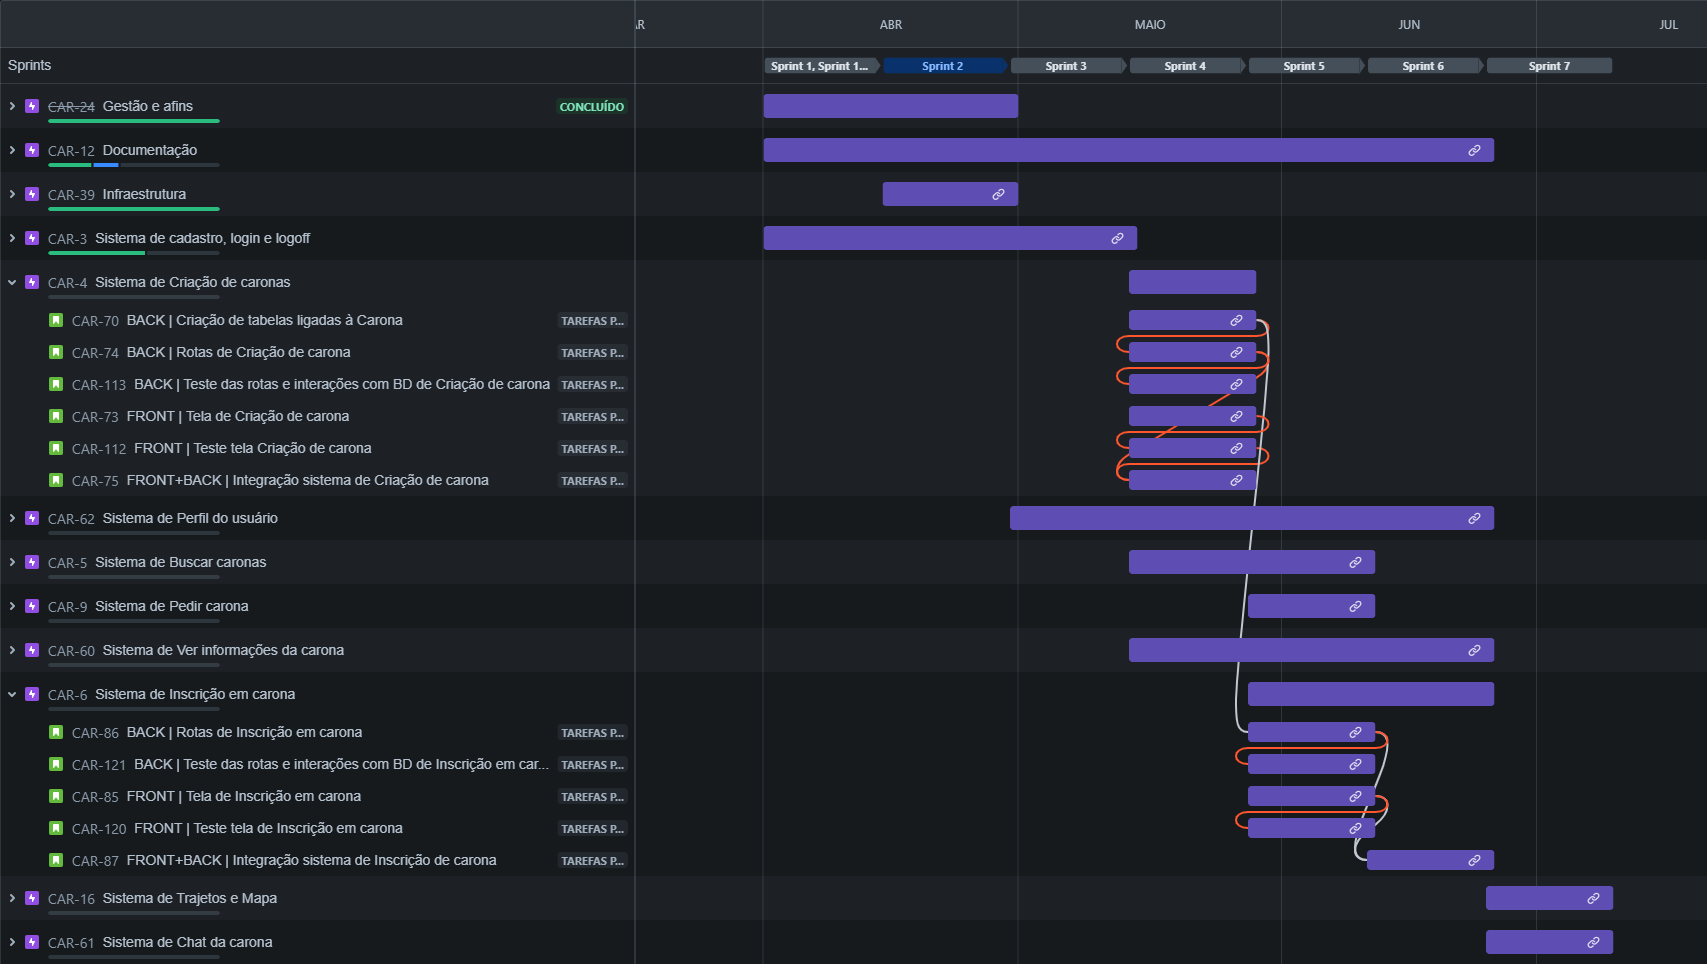 AR ABR MAIO JUN JUL
Sprints Sprint 1, Sprint 1... Sprint 2 Sprint 3 Sprint 4 Sprint 5 Sprint 6 Sprint 7
CAR-24 Gestão e afins CONCLUÍDO
CAR-12 Documentação
CAR-39 Infraestrutura
CAR-3 Sistema de cadastro, login e logoff
CAR-4 Sistema de Criação de caronas
CAR-70 BACK | Criação de tabelas ligadas à Carona TAREFAS P...
CAR-74 BACK | Rotas de Criação de carona TAREFAS P...
CAR-113 BACK | Teste das rotas e interações com BD de Criação de carona TAREFAS P...
CAR-73 FRONT | Tela de Criação de carona TAREFAS P...
CAR-112 FRONT | Teste tela Criação de carona TAREFAS P...
CAR-75 FRONT+BACK | Integração sistema de Criação de carona TAREFAS P...
CAR-62 Sistema de Perfil do usuário
CAR-5 Sistema de Buscar caronas
CAR-9 Sistema de Pedir carona
CAR-60 Sistema de Ver informações da carona
CAR-6 Sistema de Inscrição em carona
CAR-86 BACK | Rotas de Inscrição em carona TAREFAS P...
CAR-121 BACK | Teste das rotas e interações com BD de Inscrição em car... TAREFAS P...
CAR-85 FRONT | Tela de Inscrição em carona TAREFAS P...
CAR-120 FRONT | Teste tela de Inscrição em carona TAREFAS P...
CAR-87 FRONT+BACK | Integração sistema de Inscrição de carona TAREFAS P...
CAR-16 Sistema de Trajetos e Mapa
CAR-61 Sistema de Chat da carona